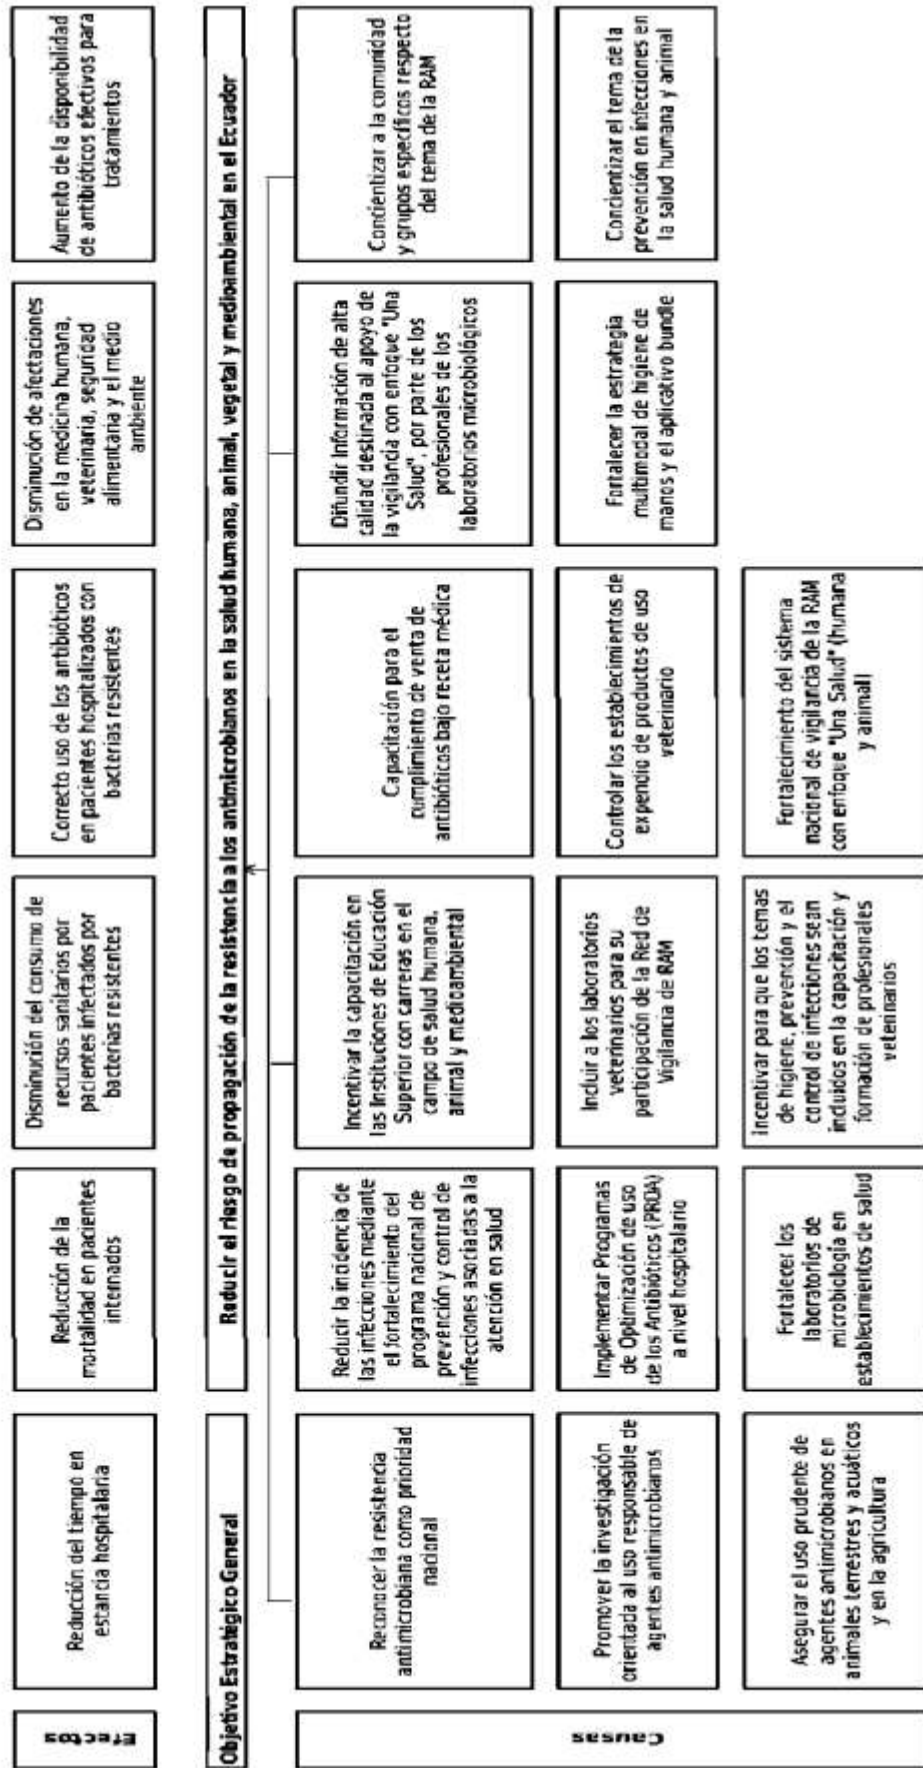 Efectos
Reducción del tiempo en
estancia hospitalaria
Reducción de la
mortalidad en pacientes
internados
Disminución del consumo de
recursos sanitarios por
pacientes infectados por
bacterias resistentes
Correcto uso de los antibióticos
en pacientes hospitalizados con
bacterias resistentes
Disminución de afectaciones
en la medicina humana,
veterinaria, seguridad
alimentaria y el medio
ambiente
Aumento de la disponibilidad
de antibióticos efectivos para
tratamientos
Objetivo Estratégico General
Reducir el riesgo de propagación de la resistencia a los antimicrobianos en la salud humana, animal, vegetal y medioambiental en el Ecuador
Causas
Reconocer la resistencia
antimicrobiana como prioridad
nacional
Reducir la incidencia de
las infecciones mediante
el fortalecimiento del
programa nacional de
prevención y control de
infecciones asociadas a la
atención en salud
Incentivar la capacitación en
las Instituciones de Educación
Superior con carreras en el
campo de salud humana,
animal y medioambiental
Capacitación para el
cumplimiento de venta de
antibióticos bajo receta médica
Difundir información de alta
calidad destinada al apoyo de
la vigilancia con enfoque "Una
Salud", por parte de los
profesionales de los
laboratorios microbiológicos
Concientizar a la comunidad
y grupos específicos respecto
del tema de la RAM
Promover la investigación
orientada al uso responsable de
agentes antimicrobianos
Implementar Programas
de Optimización de uso
de los Antibióticos (PROA)
a nivel hospitalario
Incluir a los laboratorios
veterinarios para su
participación de la Red de
Vigilancia de RAM
Controlar los establecimientos de
expendio de productos de uso
veterinario
Fortalecer la estrategia
multimodal de higiene de
manos y el aplicativo bundle
Concientizar el tema de la
prevención en infecciones en
la salud humana y animal
Asegurar el uso prudente de
agentes antimicrobianos en
animales terrestres y acuáticos
y en la agricultura
Fortalecer los
laboratorios de
microbiología en
establecimientos de salud
Incentivar para que los temas
de higiene, prevención y el
control de infecciones sean
incluidos en la capacitación y
formación de profesionales
veterinarios
Fortalecimiento del sistema
nacional de vigilancia de la RAM
con enfoque "Una Salud" (humana
y animal)